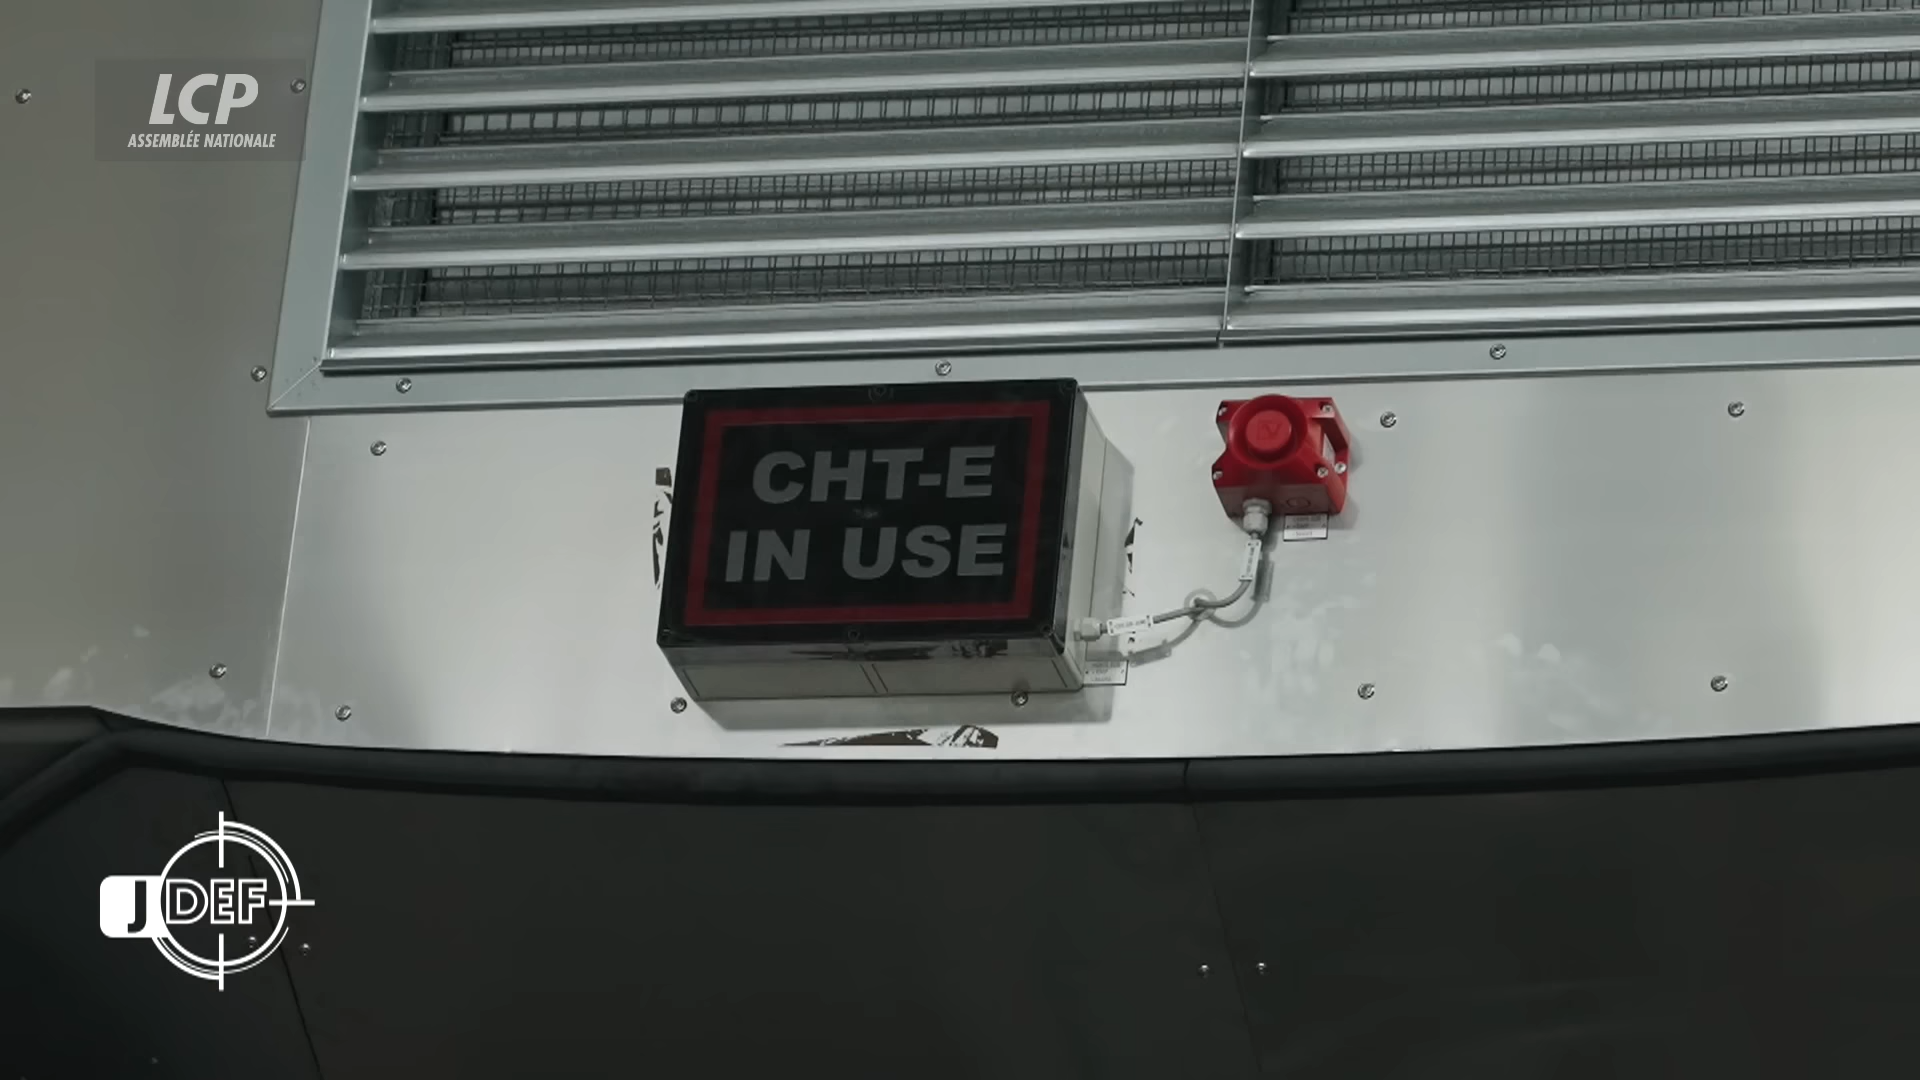 LCP
ASSEMBLÉE NATIONALE
CHT-E
IN USE
JDEF